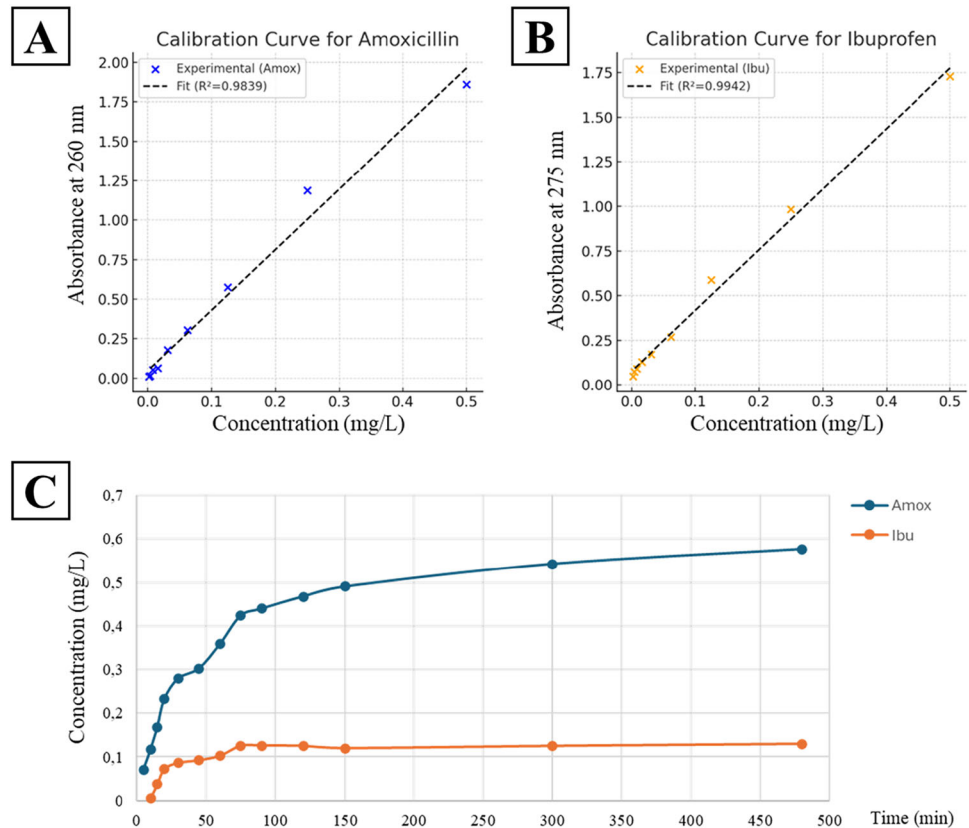 A
Calibration Curve for Amoxicillin
Experimental (Amox)
Fit (R²=0.9839)
Absorbance at 260 nm
2.00
1.75
1.50
1.25
1.00
0.75
0.50
0.25
0.00
0.0 0.1 0.2 0.3 0.4 0.5
Concentration (mg/L)
B
Calibration Curve for Ibuprofen
Experimental (Ibu)
Fit (R²=0.9942)
Absorbance at 275 nm
1.75
1.50
1.25
1.00
0.75
0.50
0.25
0.00
0.0 0.1 0.2 0.3 0.4 0.5
Concentration (mg/L)
C
Concentration (mg/L)
0,7
0,6
0,5
0,4
0,3
0,2
0,1
0
0 50 100 150 200 250 300 350 400 450 500
Time (min)
Amox
Ibu